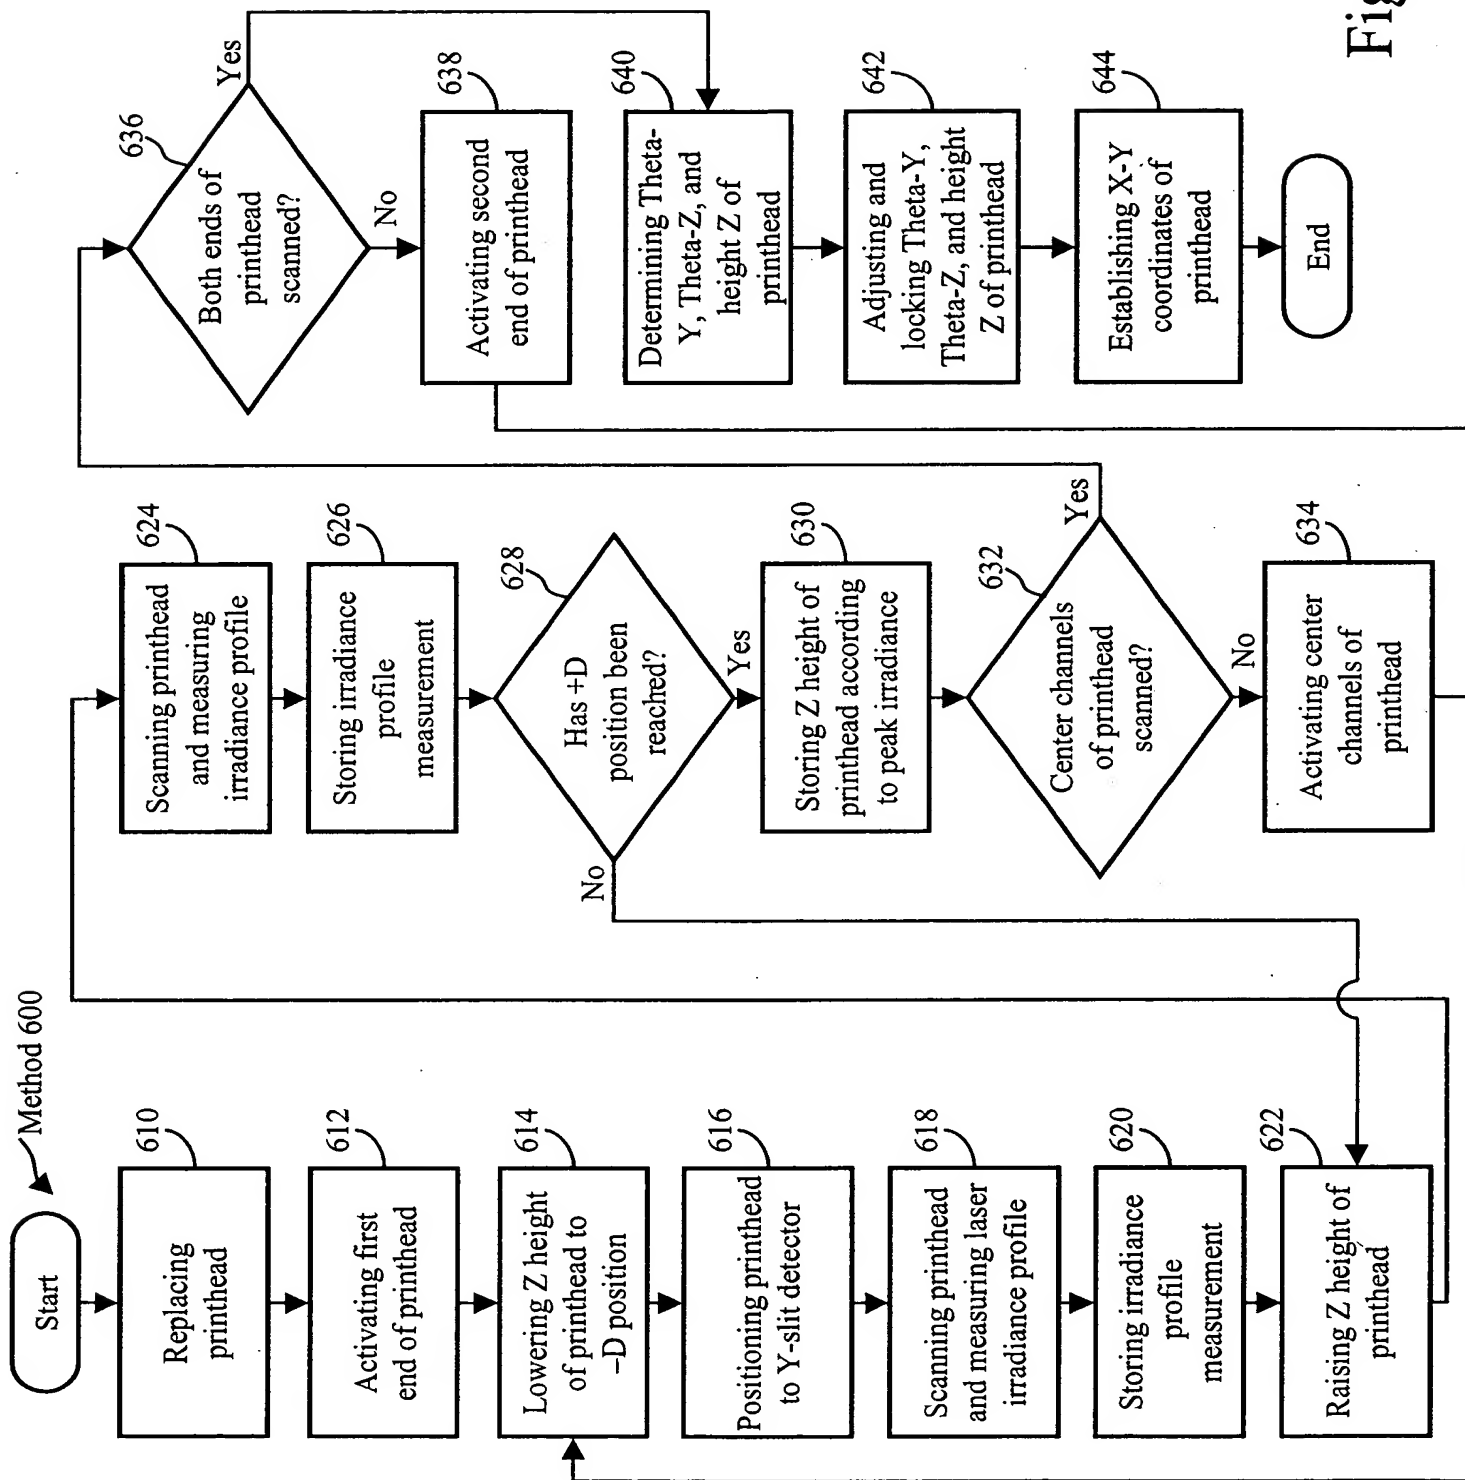 Method 600
Start
610
Replacing
printhead
612
Activating first
end of printhead
614
Lowering Z height
of printhead to
–D position
616
Positioning printhead
to Y-slit detector
618
Scanning printhead
and measuring laser
irradiance profile
620
Storing irradiance
profile
measurement
622
Raising Z height of
printhead
624
Scanning printhead
and measuring
irradiance profile
626
Storing irradiance
profile
measurement
628
Has +D
position been
reached?
No
Yes
630
Storing Z height of
printhead according
to peak irradiance
632
Center channels
of printhead
scanned?
Yes
No
634
Activating center
channels of
printhead
636
Both ends of
printhead
scanned?
Yes
No
638
Activating second
end of printhead
640
Determining Theta-
Y, Theta-Z, and
height Z of
printhead
642
Adjusting and
locking Theta-Y,
Theta-Z, and height
Z of printhead
644
Establishing X-Y
coordinates of
printhead
End